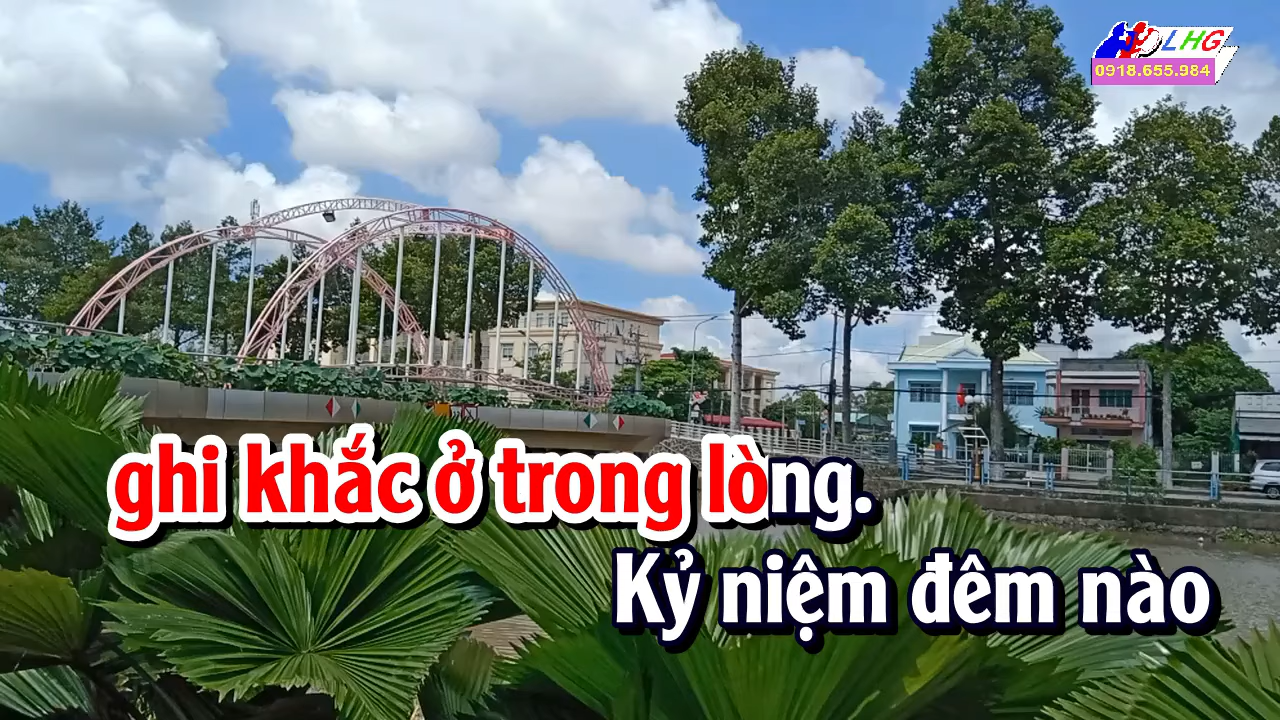 LHG
0918.655.984
ghi khắc ở trong lòng.
Kỷ niệm đêm nào